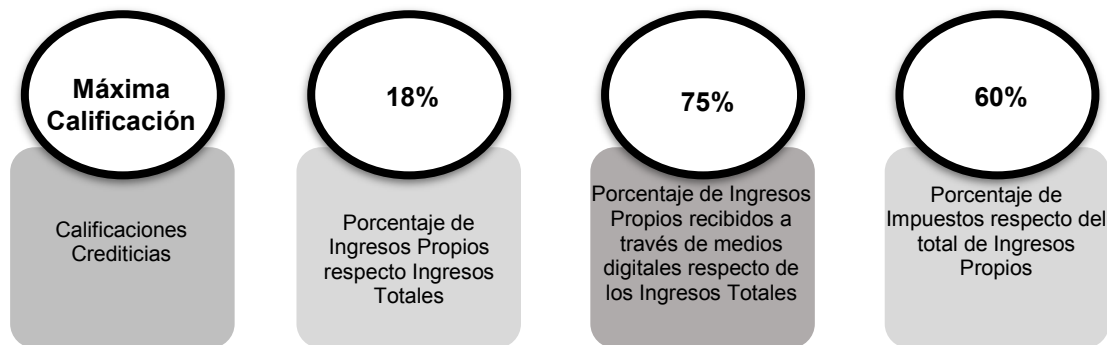 Máxima
Calificación
Calificaciones
Crediticias
18%
Porcentaje de
Ingresos Propios
respecto Ingresos
Totales
75%
Porcentaje de Ingresos
Propios recibidos a
través de medios
digitales respecto de
los Ingresos Totales
60%
Porcentaje de
Impuestos respecto del
total de Ingresos
Propios